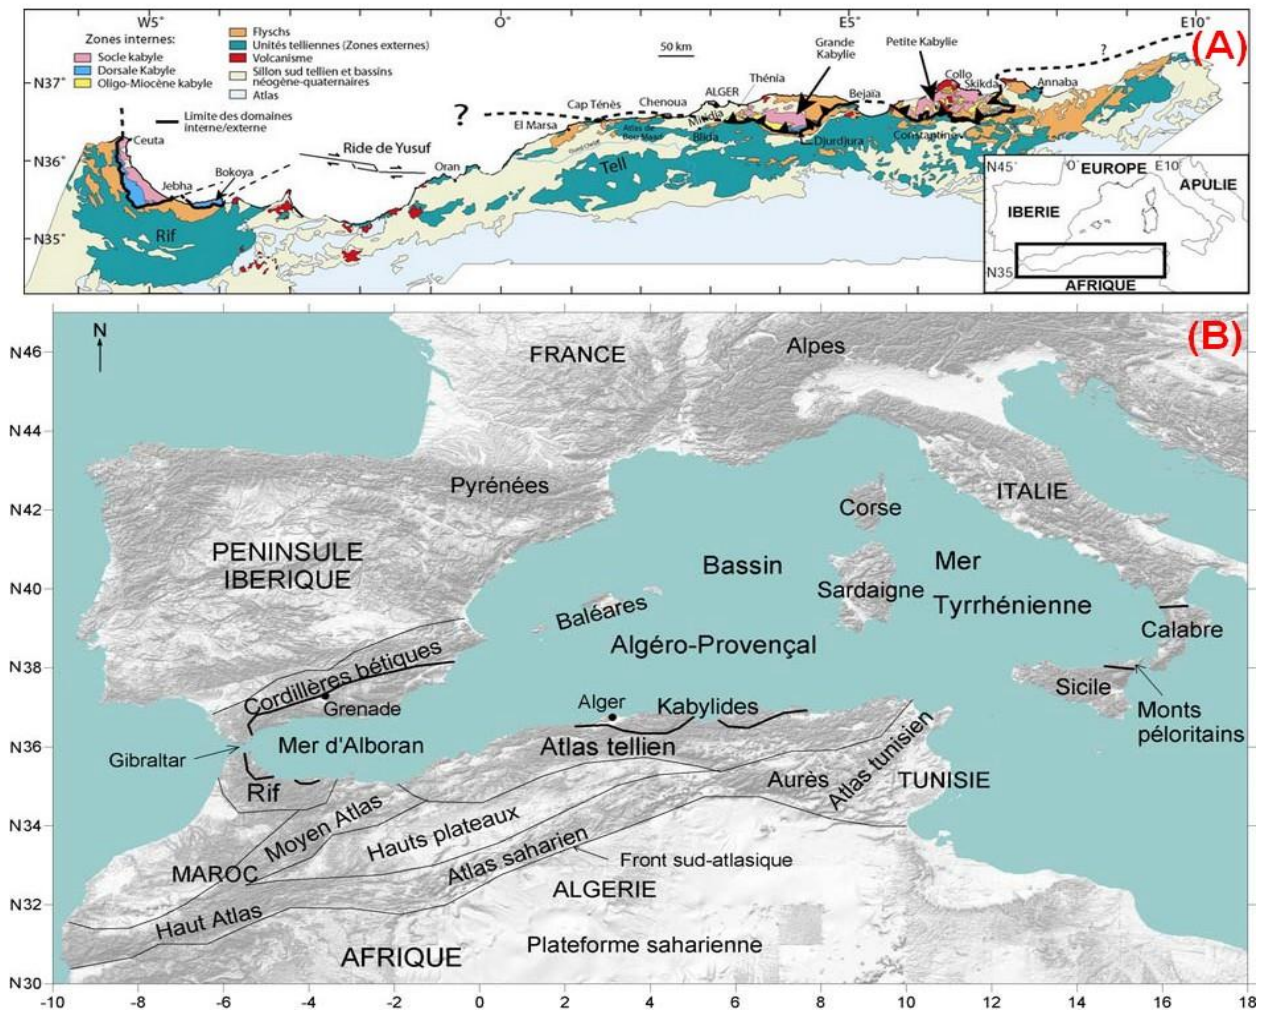 W5° O° E5° E10°
(A)
Zones internes:
Socle kabyle
Dorsale Kabyle
Oligo-Miocène kabyle
Flyschs
Unités telliennes (Zones externes)
Volcanisme
Sillon sud tellien et bassins
néogène-quaternaires
Atlas
Limite des domaines
interne/externe
50 km
N37°
N36°
N35°
?
?
Grande
Kabylie
Petite Kabylie
Collo
Skikda
Annaba
Thénia
ALGER
Bejaïa
Cap Ténès
Chenoua
El Marsa
Mitidja
Atlas de
Bou Maad
Blida
Djurdjura
Constantine
Ceuta
Ride de Yusuf
Jebha
Bokoya
Oran
Tell
Rif
N45°
0°
E10°
EUROPE
APULIE
IBERIE
N35
AFRIQUE
(B)
N
N46
N44
N42
N40
N38
N36
N34
N32
N30
FRANCE
Alpes
Pyrénées
ITALIE
Corse
PENINSULE
IBERIQUE
Bassin
Mer
Tyrrhénienne
Sardaigne
Baléares
Algéro-Provençal
Calabre
Cordillères bétiques
Grenade
Alger
Kabylides
Sicile
Monts
péloritains
Gibraltar
Mer d'Alboran
Atlas tellien
Rif
Aurès
Atlas tunisien
TUNISIE
Moyen Atlas
Hauts plateaux
Atlas saharien
Front sud-atlasique
MAROC
ALGERIE
Haut Atlas
AFRIQUE
Plateforme saharienne
-10 -8 -6 -4 -2 0 2 4 6 8 10 12 14 16 18